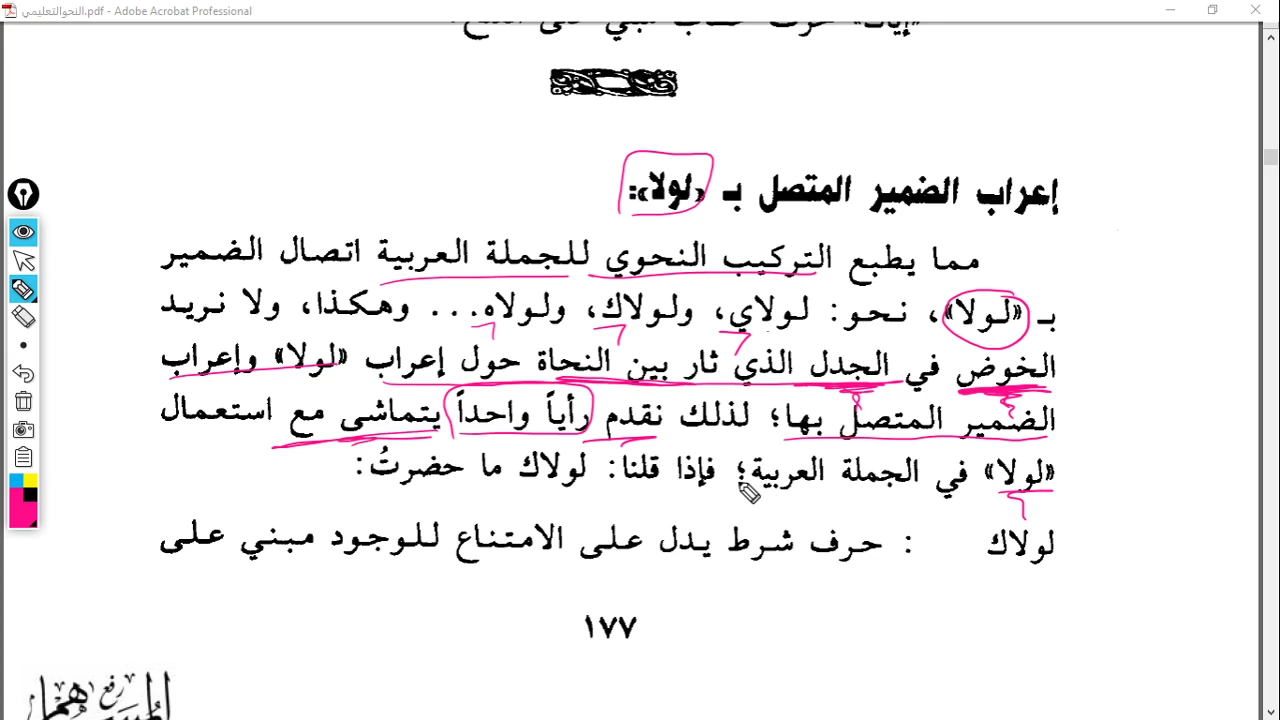 النحوالتعليمي.pdf - Adobe Acrobat Professional
إعراب الضمير المتصل بـ «لولا»:
مما يطبع التركيب النحوي للجملة العربية اتصال الضمير
بـ «لولا»، نحو: لولاي، ولولاك، ولولاه... وهكذا، ولا نريد
الخوض في الجدل الذي ثار بين النحاة حول إعراب «لولا» وإعراب
الضمير المتصل بها؛ لذلك نقدم رأياً واحداً يتماشى مع استعمال
«لولا» في الجملة العربية؛ فإذا قلنا: لولاك ما حضرتُ:
لولاك : حرف شرط يدل على الامتناع للوجود مبني على
١٧٧